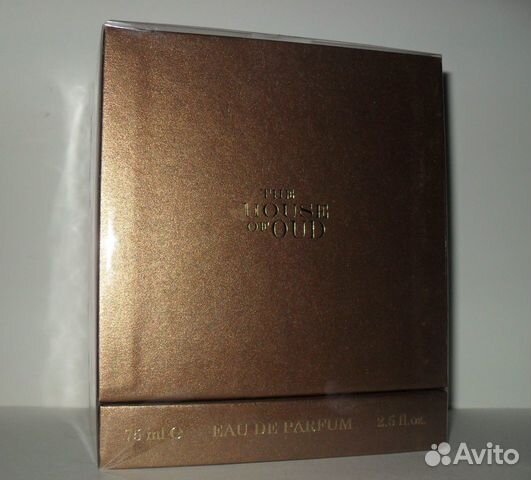 THE
HOUSE
OF OUD
75 ml ℮ EAU DE PARFUM 2.5 fl.oz.
Avito